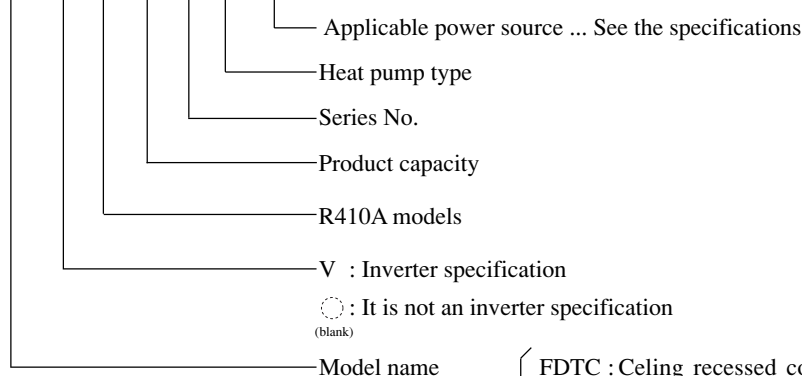 Applicable power source ... See the specifications
Heat pump type
Series No.
Product capacity
R410A models
V : Inverter specification
: It is not an inverter specification
(blank)
Model name FDTC : Celing recessed